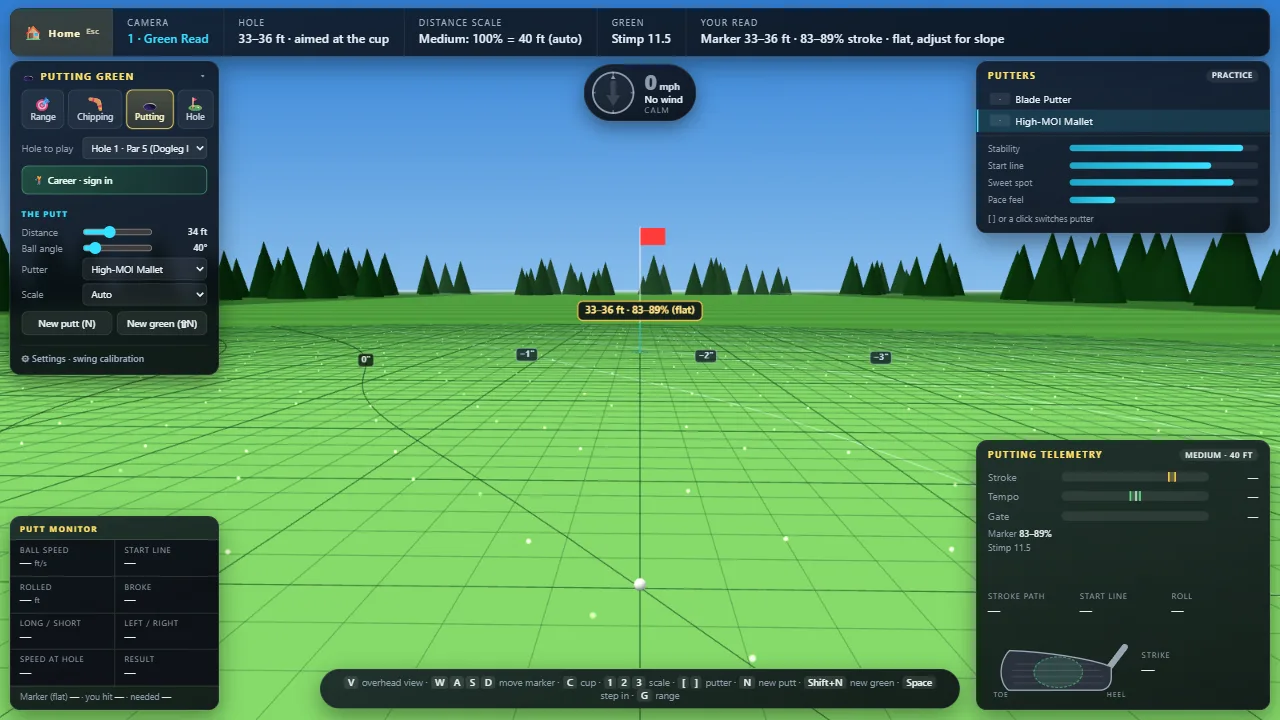 Home Esc
CAMERA
1 · Green Read
HOLE
33–36 ft · aimed at the cup
DISTANCE SCALE
Medium: 100% = 40 ft (auto)
GREEN
Stimp 11.5
YOUR READ
Marker 33–36 ft · 83–89% stroke · flat, adjust for slope
PUTTING GREEN
Range
Chipping
Putting
Hole
Hole to play
Hole 1 · Par 5 (Dogleg
Career · sign in
THE PUTT
Distance
34 ft
Ball angle
40°
Putter
High-MOI Mallet
Scale
Auto
New putt (N)
New green (⇧N)
Settings · swing calibration
0 mph
No wind
CALM
PUTTERS
PRACTICE
Blade Putter
High-MOI Mallet
Stability
Start line
Sweet spot
Pace feel
[ ] or a click switches putter
33–36 ft · 83–89% (flat)
0"
−1"
−2"
−3"
PUTT MONITOR
BALL SPEED
— ft/s
START LINE
—
ROLLED
— ft
BROKE
—
LONG / SHORT
—
LEFT / RIGHT
—
SPEED AT HOLE
—
RESULT
—
Marker (flat) — · you hit — · needed —
PUTTING TELEMETRY
MEDIUM · 40 FT
Stroke —
Tempo —
Gate —
Marker 83–89%
Stimp 11.5
STROKE PATH
—
START LINE
—
ROLL
—
STRIKE
—
TOE
HEEL
V overhead view · W A S D move marker · C cup · 1 2 3 scale · [ ] putter · N new putt · Shift+N new green · Space
step in · G range